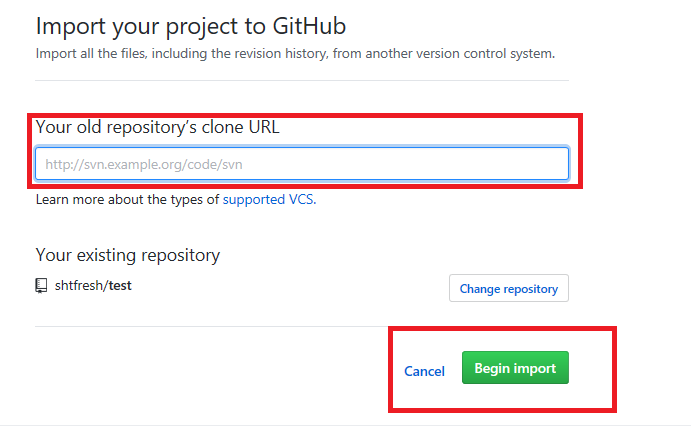 Import your project to GitHub
Import all the files, including the revision history, from another version control system.
Your old repository's clone URL
http://svn.example.org/code/svn
Learn more about the types of supported VCS.
Your existing repository
shtfresh/test
Change repository
Cancel
Begin import